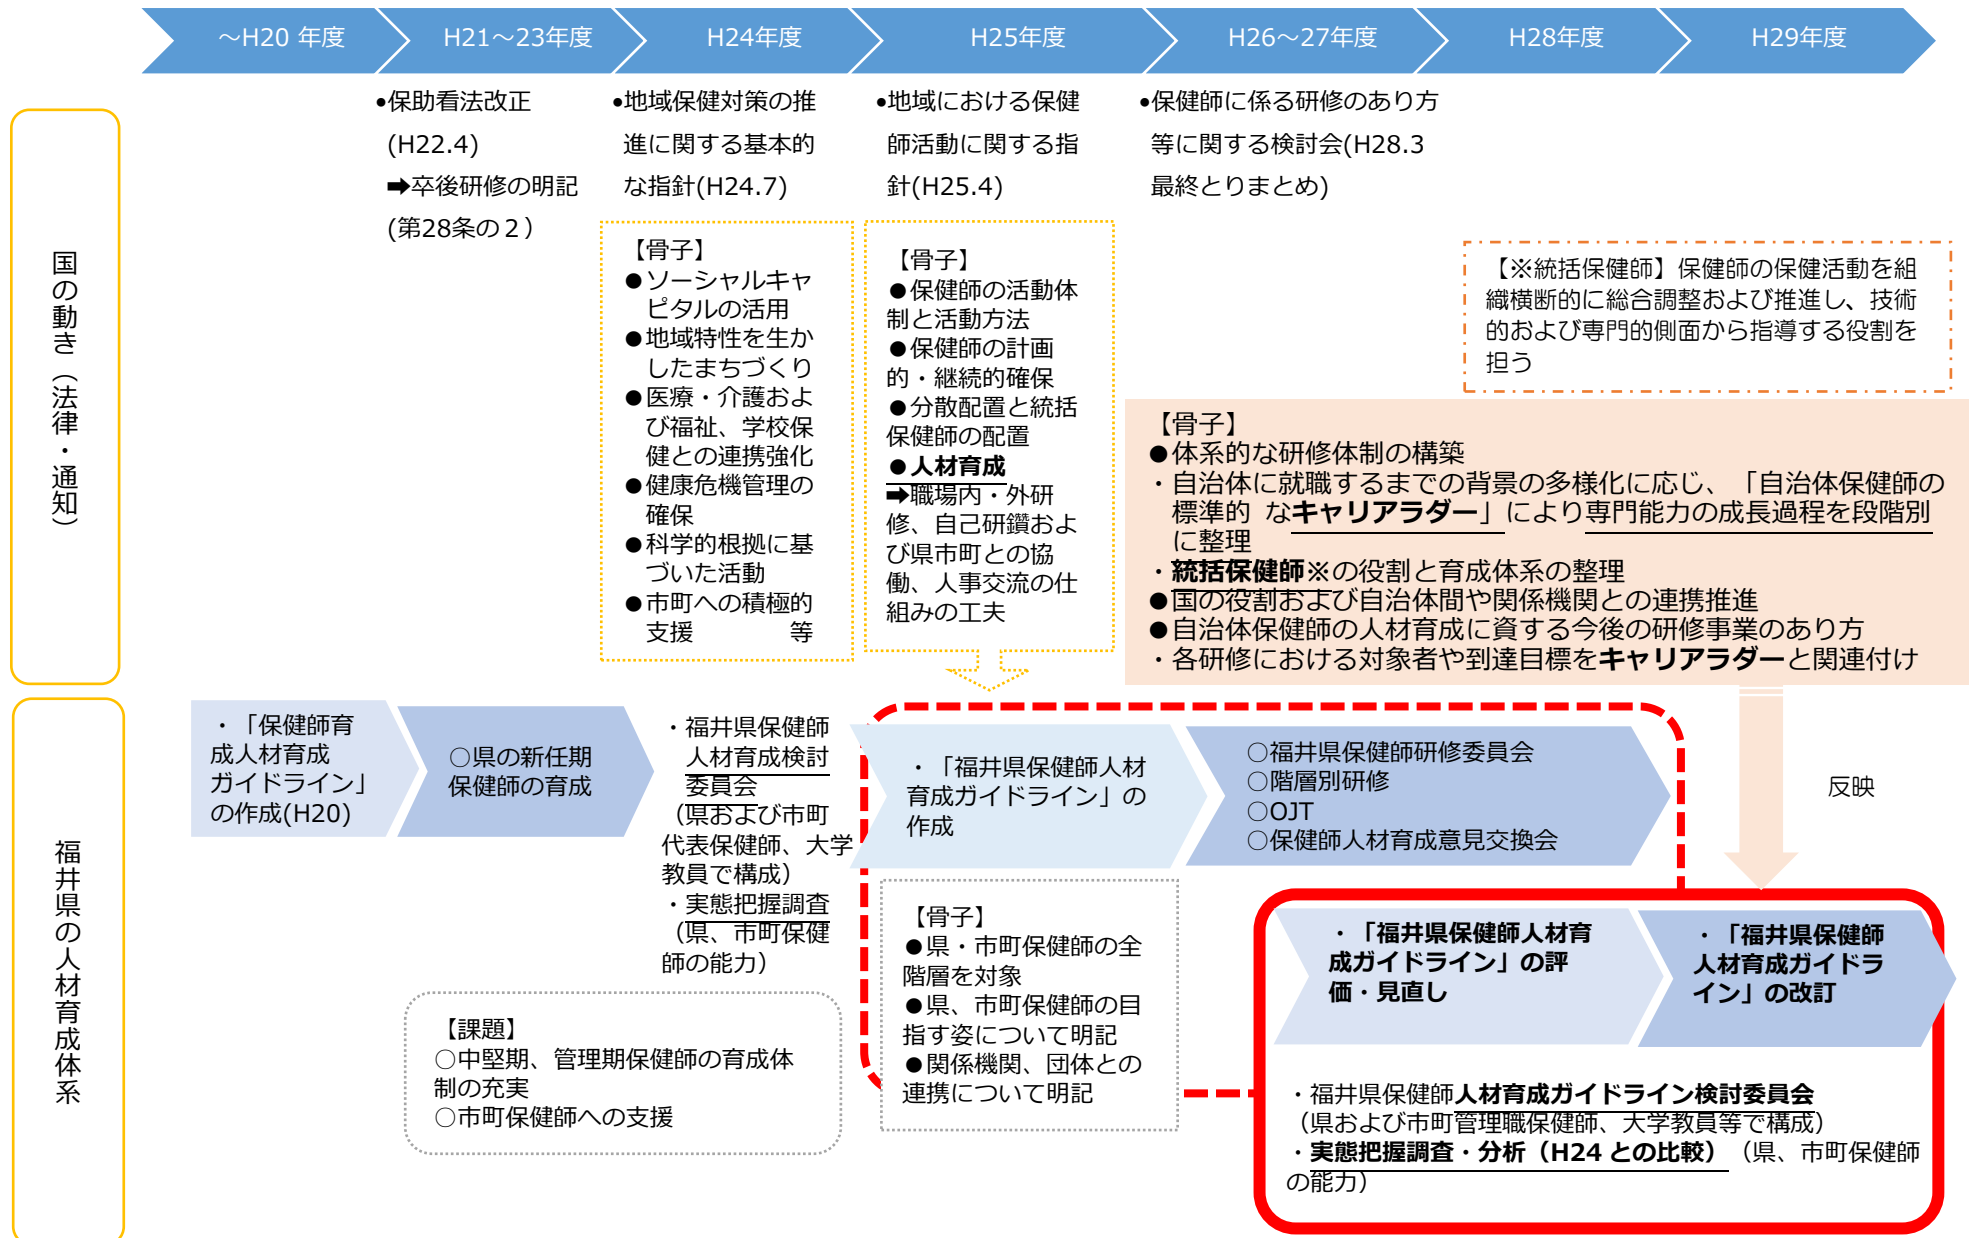 ～H20 年度
H21～23年度
H24年度
H25年度
H26～27年度
H28年度
H29年度
国の動き（法律・通知）
•保助看法改正
(H22.4)
➡卒後研修の明記
(第28条の２）
•地域保健対策の推
進に関する基本的
な指針(H24.7)
【骨子】
●ソーシャルキャ
ピタルの活用
●地域特性を生か
したまちづくり
●医療・介護およ
び福祉、学校保
健との連携強化
●健康危機管理の
確保
●科学的根拠に基
づいた活動
●市町への積極的
支援 等
•地域における保健
師活動に関する指
針(H25.4)
【骨子】
●保健師の活動体
制と活動方法
●保健師の計画
的・継続的確保
●分散配置と統括
保健師の配置
●人材育成
➡職場内・外研
修、自己研鑽およ
び県市町との協
働、人事交流の仕
組みの工夫
•保健師に係る研修のあり方
等に関する検討会(H28.3
最終とりまとめ)
【※統括保健師】保健師の保健活動を組
織横断的に総合調整および推進し、技術
的および専門的側面から指導する役割を
担う
【骨子】
●体系的な研修体制の構築
・自治体に就職するまでの背景の多様化に応じ、「自治体保健師の
標準的 なキャリアラダー」により専門能力の成長過程を段階別
に整理
・統括保健師※の役割と育成体系の整理
●国の役割および自治体間や関係機関との連携推進
●自治体保健師の人材育成に資する今後の研修事業のあり方
・各研修における対象者や到達目標をキャリアラダーと関連付け
福井県の人材育成体系
・「保健師育
成人材育成
ガイドライン」
の作成(H20)
○県の新任期
保健師の育成
・福井県保健師
人材育成検討
委員会
（県および市町
代表保健師、大学
教員で構成）
・実態把握調査
（県、市町保健
師の能力）
【課題】
○中堅期、管理期保健師の育成体
制の充実
○市町保健師への支援
・「福井県保健師人材
育成ガイドライン」の
作成
【骨子】
●県・市町保健師の全
階層を対象
●県、市町保健師の目
指す姿について明記
●関係機関、団体との
連携について明記
○福井県保健師研修委員会
○階層別研修
○OJT
○保健師人材育成意見交換会
反映
・「福井県保健師人材育
成ガイドライン」の評
価・見直し
・「福井県保健師
人材育成ガイドラ
イン」の改訂
・福井県保健師人材育成ガイドライン検討委員会
（県および市町管理職保健師、大学教員等で構成）
・実態把握調査・分析（H24 との比較）（県、市町保健師
の能力）